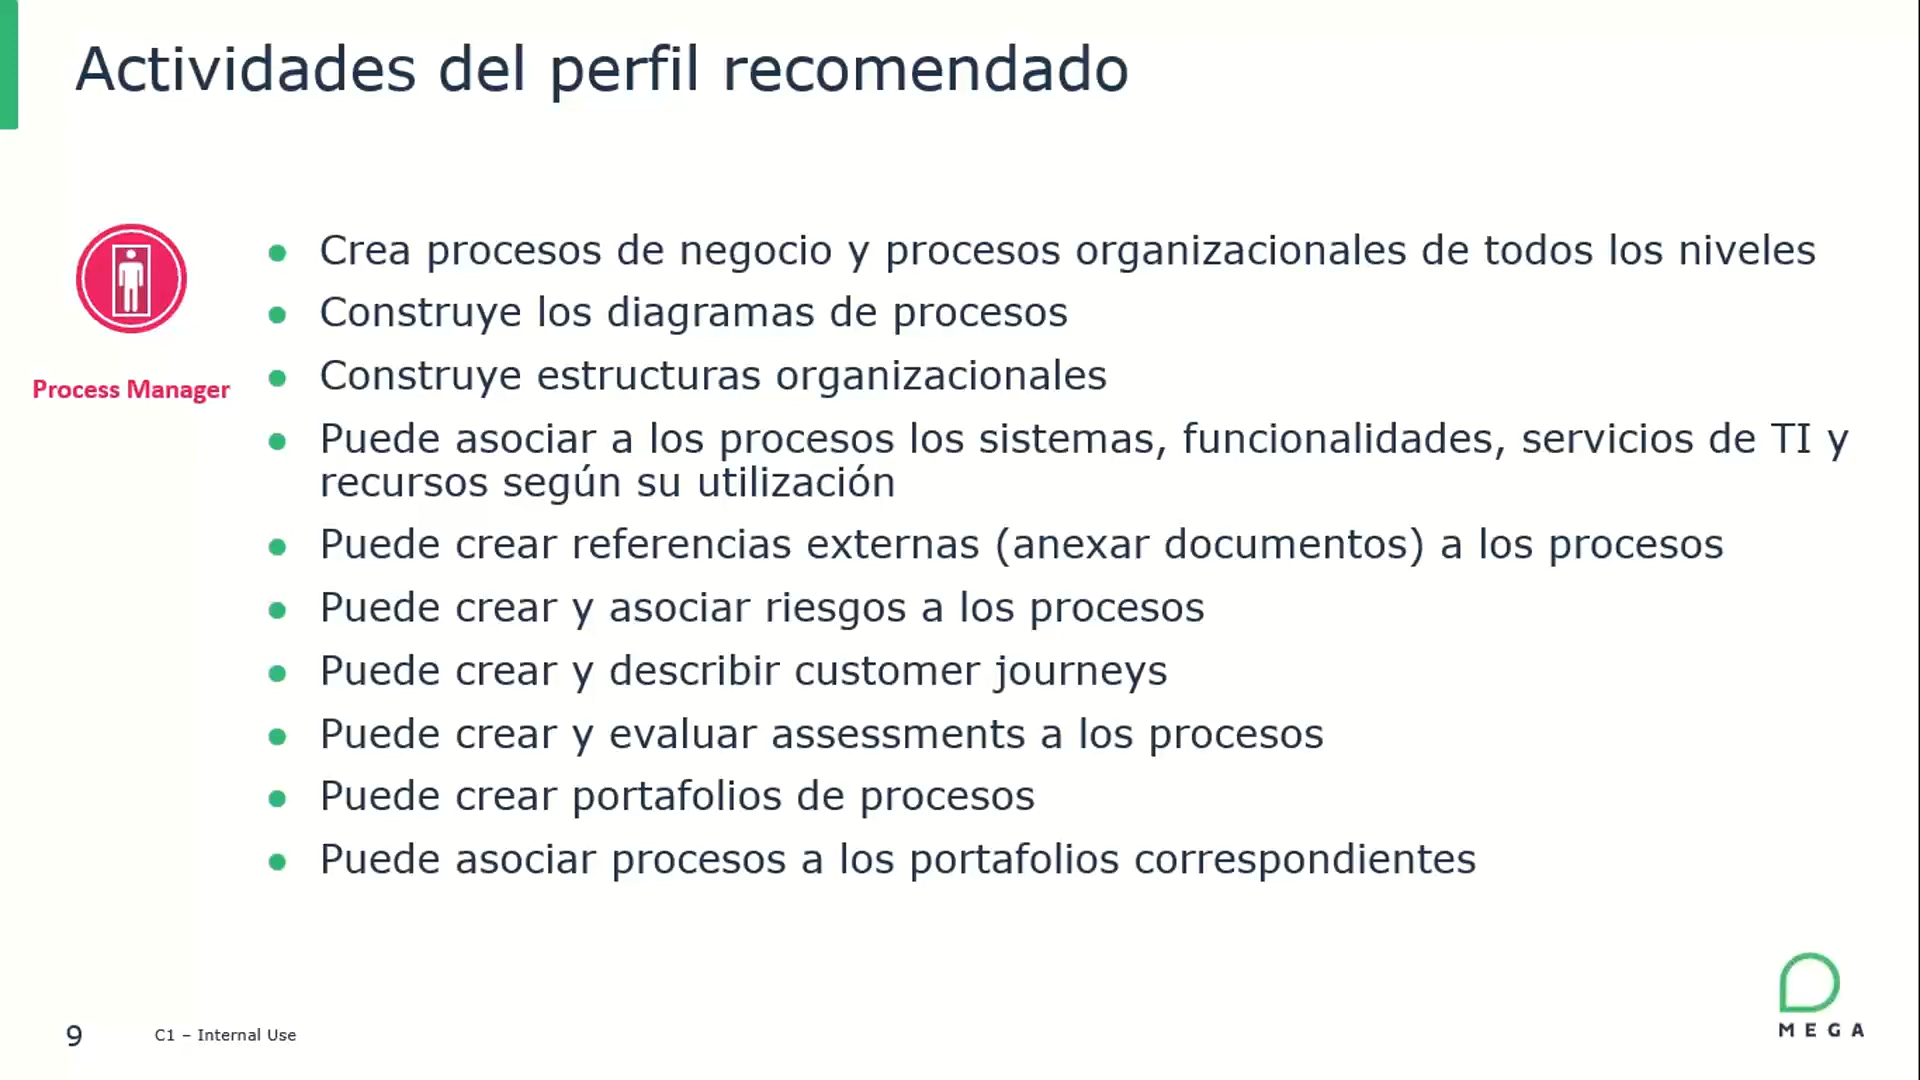 Actividades del perfil recomendado
Process Manager
● Crea procesos de negocio y procesos organizacionales de todos los niveles
● Construye los diagramas de procesos
● Construye estructuras organizacionales
● Puede asociar a los procesos los sistemas, funcionalidades, servicios de TI y
recursos según su utilización
● Puede crear referencias externas (anexar documentos) a los procesos
● Puede crear y asociar riesgos a los procesos
● Puede crear y describir customer journeys
● Puede crear y evaluar assessments a los procesos
● Puede crear portafolios de procesos
● Puede asociar procesos a los portafolios correspondientes
9
C1 – Internal Use
MEGA